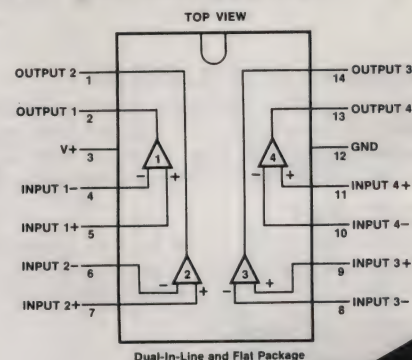 TOP VIEW
OUTPUT 2
1
OUTPUT 1
2
V+
3
INPUT 1−
4
INPUT 1+
5
INPUT 2−
6
INPUT 2+
7
OUTPUT 3
14
OUTPUT 4
13
GND
12
INPUT 4+
11
INPUT 4−
10
INPUT 3+
9
INPUT 3−
8
1
− +
4
− +
2
− +
3
− +
Dual-In-Line and Flat Package